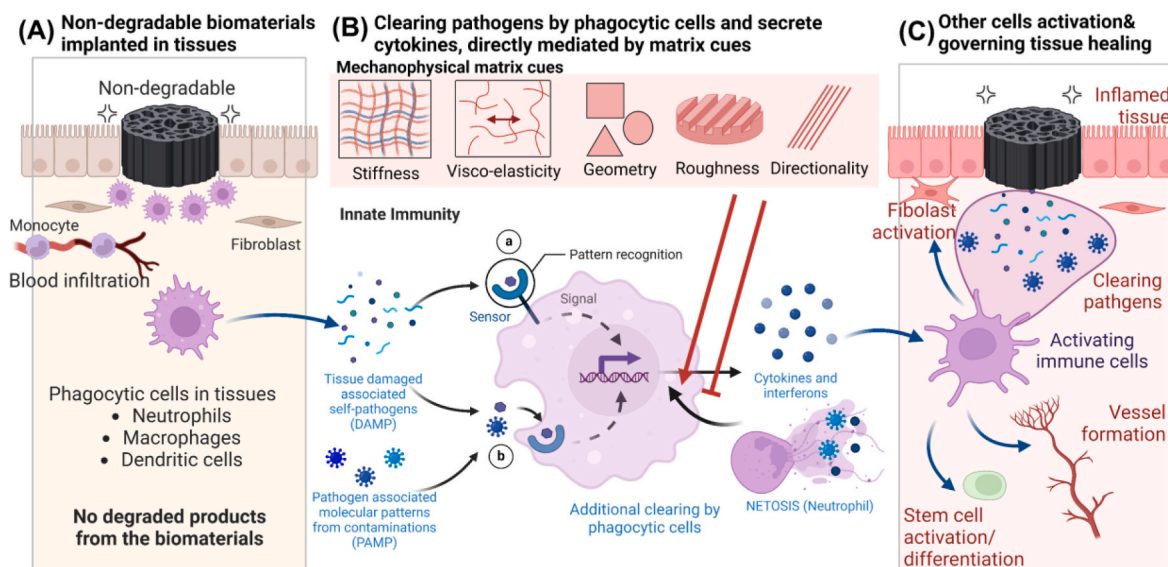 (A) Non-degradable biomaterials
implanted in tissues
Non-degradable
Monocyte
Fibroblast
Blood infiltration
Phagocytic cells in tissues
• Neutrophils
• Macrophages
• Dendritic cells
No degraded products
from the biomaterials
(B) Clearing pathogens by phagocytic cells and secrete
cytokines, directly mediated by matrix cues
Mechanophysical matrix cues
Stiffness
Visco-elasticity
Geometry
Roughness
Directionality
Innate Immunity
a
Pattern recognition
Sensor
Signal
Tissue damaged
associated
self-pathogens
(DAMP)
b
Pathogen associated
molecular patterns
from contaminations
(PAMP)
Cytokines and
interferons
Additional clearing by
phagocytic cells
NETOSIS (Neutrophil)
(C) Other cells activation&
governing tissue healing
Inflamed
tissue
Fibolast
activation
Clearing
pathgens
Activating
immune cells
Vessel
formation
Stem cell
activation/
differentiation